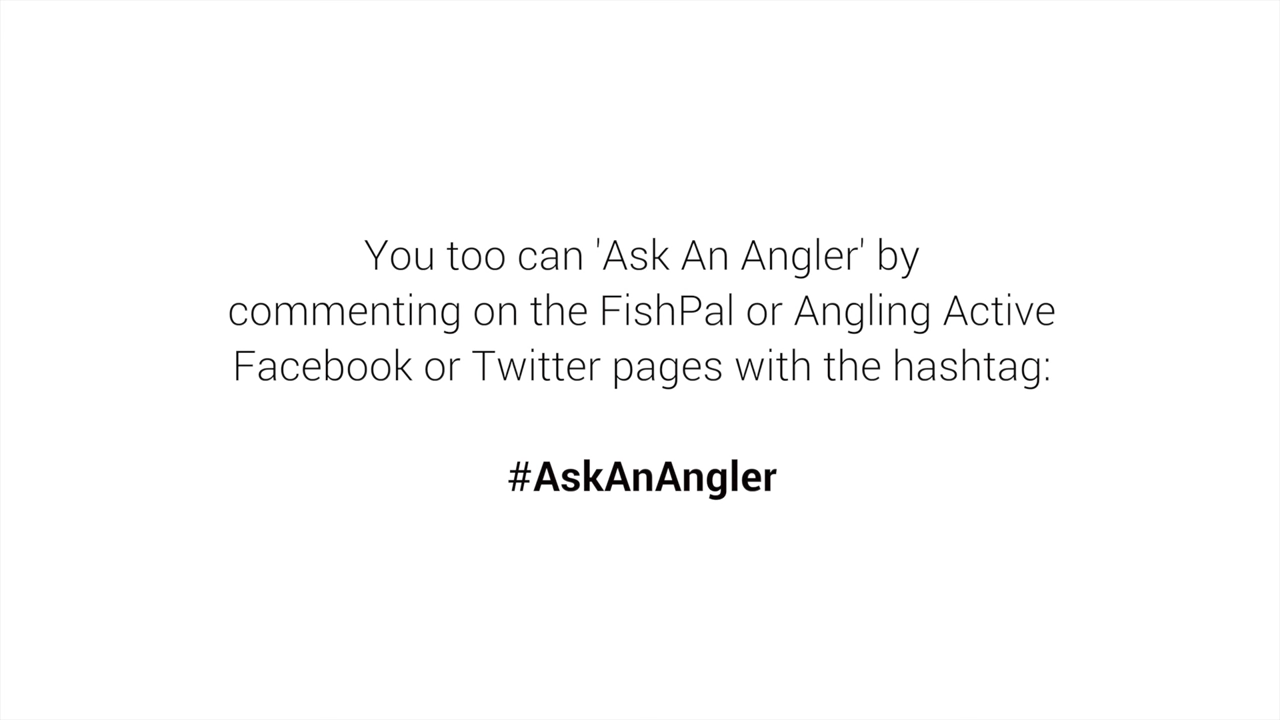 You too can 'Ask An Angler' by
commenting on the FishPal or Angling Active
Facebook or Twitter pages with the hashtag:
#AskAnAngler